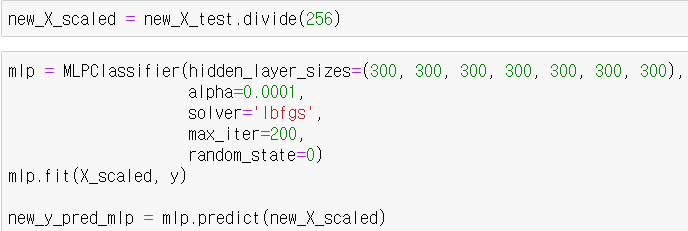 new_X_scaled = new_X_test.divide(256)
mlp = MLPClassifier(hidden_layer_sizes=(300, 300, 300, 300, 300, 300, 300),
alpha=0.0001,
solver='lbfgs',
max_iter=200,
random_state=0)
mlp.fit(X_scaled, y)
new_y_pred_mlp = mlp.predict(new_X_scaled)